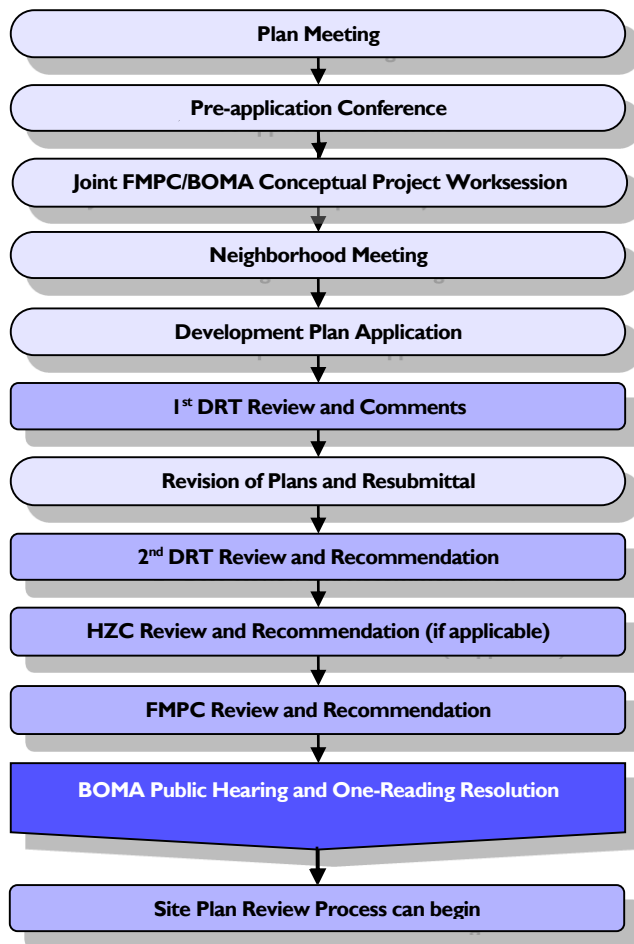 Plan Meeting
Pre-application Conference
Joint FMPC/BOMA Conceptual Project Worksession
Neighborhood Meeting
Development Plan Application
1st DRT Review and Comments
Revision of Plans and Resubmittal
2nd DRT Review and Recommendation
HZC Review and Recommendation (if applicable)
FMPC Review and Recommendation
BOMA Public Hearing and One-Reading Resolution
Site Plan Review Process can begin